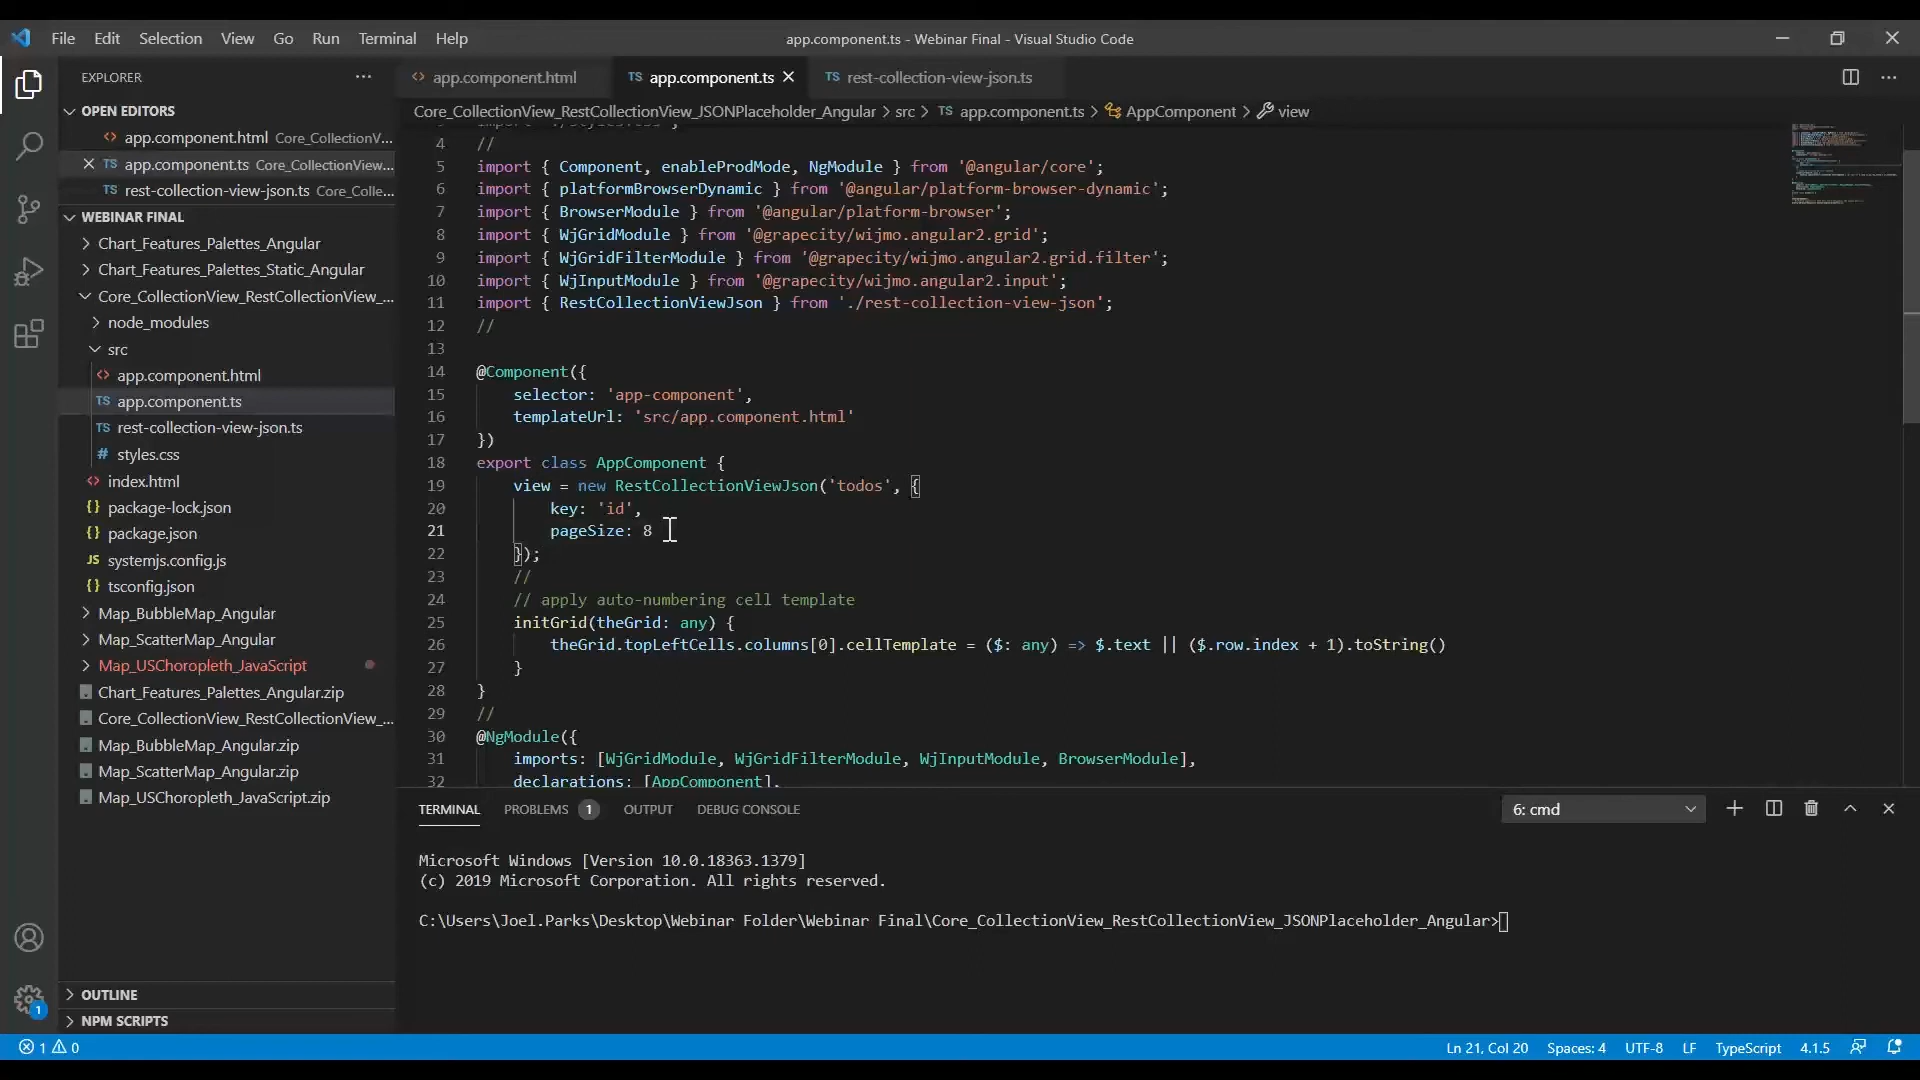 File Edit Selection View Go Run Terminal Help
app.component.ts - Webinar Final - Visual Studio Code
EXPLORER
OPEN EDITORS
app.component.html Core_CollectionV...
app.component.ts Core_CollectionView...
rest-collection-view-json.ts Core_Colle...
WEBINAR FINAL
Chart_Features_Palettes_Angular
Chart_Features_Palettes_Static_Angular
Core_CollectionView_RestCollectionView_...
node_modules
src
<> app.component.html
TS app.component.ts
TS rest-collection-view-json.ts
# styles.css
<> index.html
{} package-lock.json
{} package.json
JS systemjs.config.js
{} tsconfig.json
Map_BubbleMap_Angular
Map_ScatterMap_Angular
Map_USChoropleth_JavaScript
Chart_Features_Palettes_Angular.zip
Core_CollectionView_RestCollectionView_...
Map_BubbleMap_Angular.zip
Map_ScatterMap_Angular.zip
Map_USChoropleth_JavaScript.zip
OUTLINE
NPM SCRIPTS
<> app.component.html
TS app.component.ts
TS rest-collection-view-json.ts
Core_CollectionView_RestCollectionView_JSONPlaceholder_Angular > src > TS app.component.ts > AppComponent > view
4 //
5 import { Component, enableProdMode, NgModule } from '@angular/core';
6 import { platformBrowserDynamic } from '@angular/platform-browser-dynamic';
7 import { BrowserModule } from '@angular/platform-browser';
8 import { WjGridModule } from '@grapecity/wijmo.angular2.grid';
9 import { WjGridFilterModule } from '@grapecity/wijmo.angular2.grid.filter';
10 import { WjInputModule } from '@grapecity/wijmo.angular2.input';
11 import { RestCollectionViewJson } from './rest-collection-view-json';
12 //
13
14 @Component({
15 selector: 'app-component',
16 templateUrl: 'src/app.component.html'
17 })
18 export class AppComponent {
19 view = new RestCollectionViewJson('todos', {
20 key: 'id',
21 pageSize: 8
22 });
23 //
24 // apply auto-numbering cell template
25 initGrid(theGrid: any) {
26 theGrid.topLeftCells.columns[0].cellTemplate = ($: any) => $.text || ($.row.index + 1).toString()
27 }
28 }
29 //
30 @NgModule({
31 imports: [WjGridModule, WjGridFilterModule, WjInputModule, BrowserModule],
32 declarations: [AppComponent],
TERMINAL PROBLEMS 1 OUTPUT DEBUG CONSOLE
6: cmd
Microsoft Windows [Version 10.0.18363.1379]
(c) 2019 Microsoft Corporation. All rights reserved.
C:\Users\Joel.Parks\Desktop\Webinar Folder\Webinar Final\Core_CollectionView_RestCollectionView_JSONPlaceholder_Angular>
1
1 0
Ln 21, Col 20 Spaces: 4 UTF-8 LF TypeScript 4.1.5